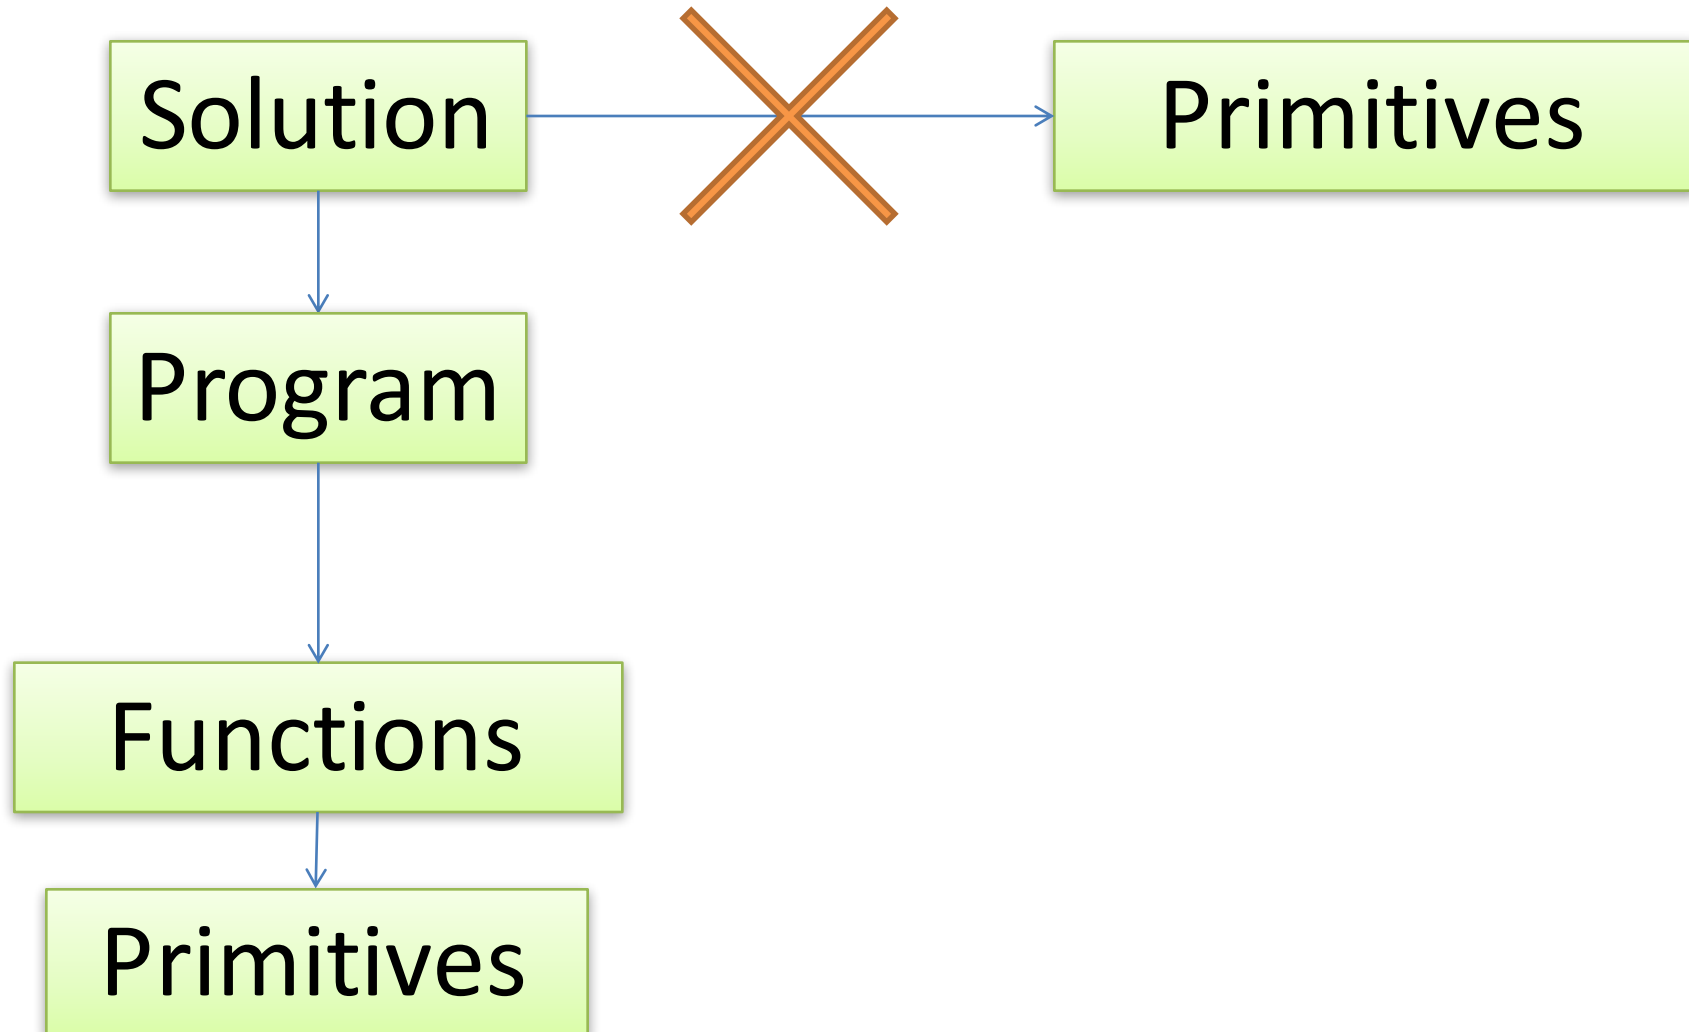 Solution
Primitives
Program
Functions
Primitives